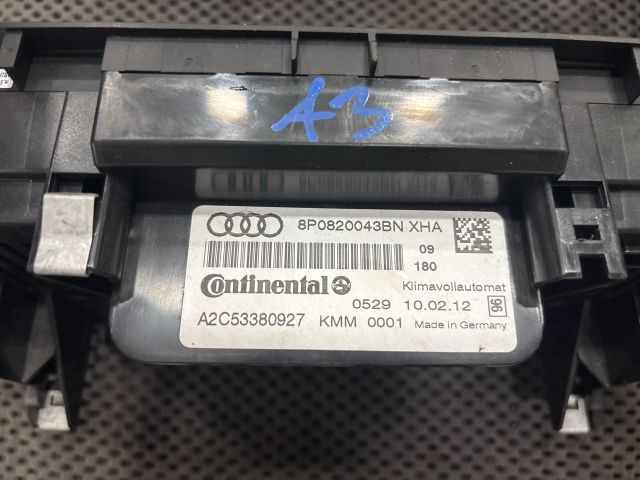 A3
8P0820043BN XHA
09
180
Continental
Klimavollautomat
0529 10.02.12
96
A2C53380927 KMM 0001 Made in Germany